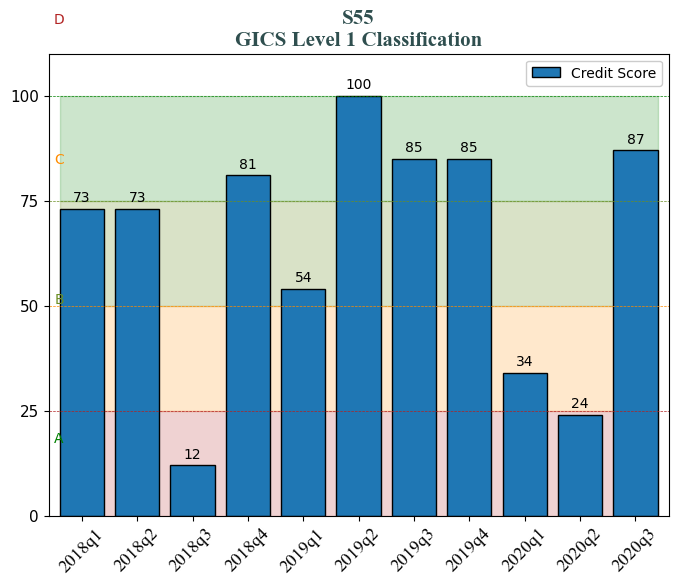 D
S55
GICS Level 1 Classification
Credit Score
100
75
50
25
0
C
B
A
73
73
12
81
54
100
85
85
34
24
87
2018q1
2018q2
2018q3
2018q4
2019q1
2019q2
2019q3
2019q4
2020q1
2020q2
2020q3